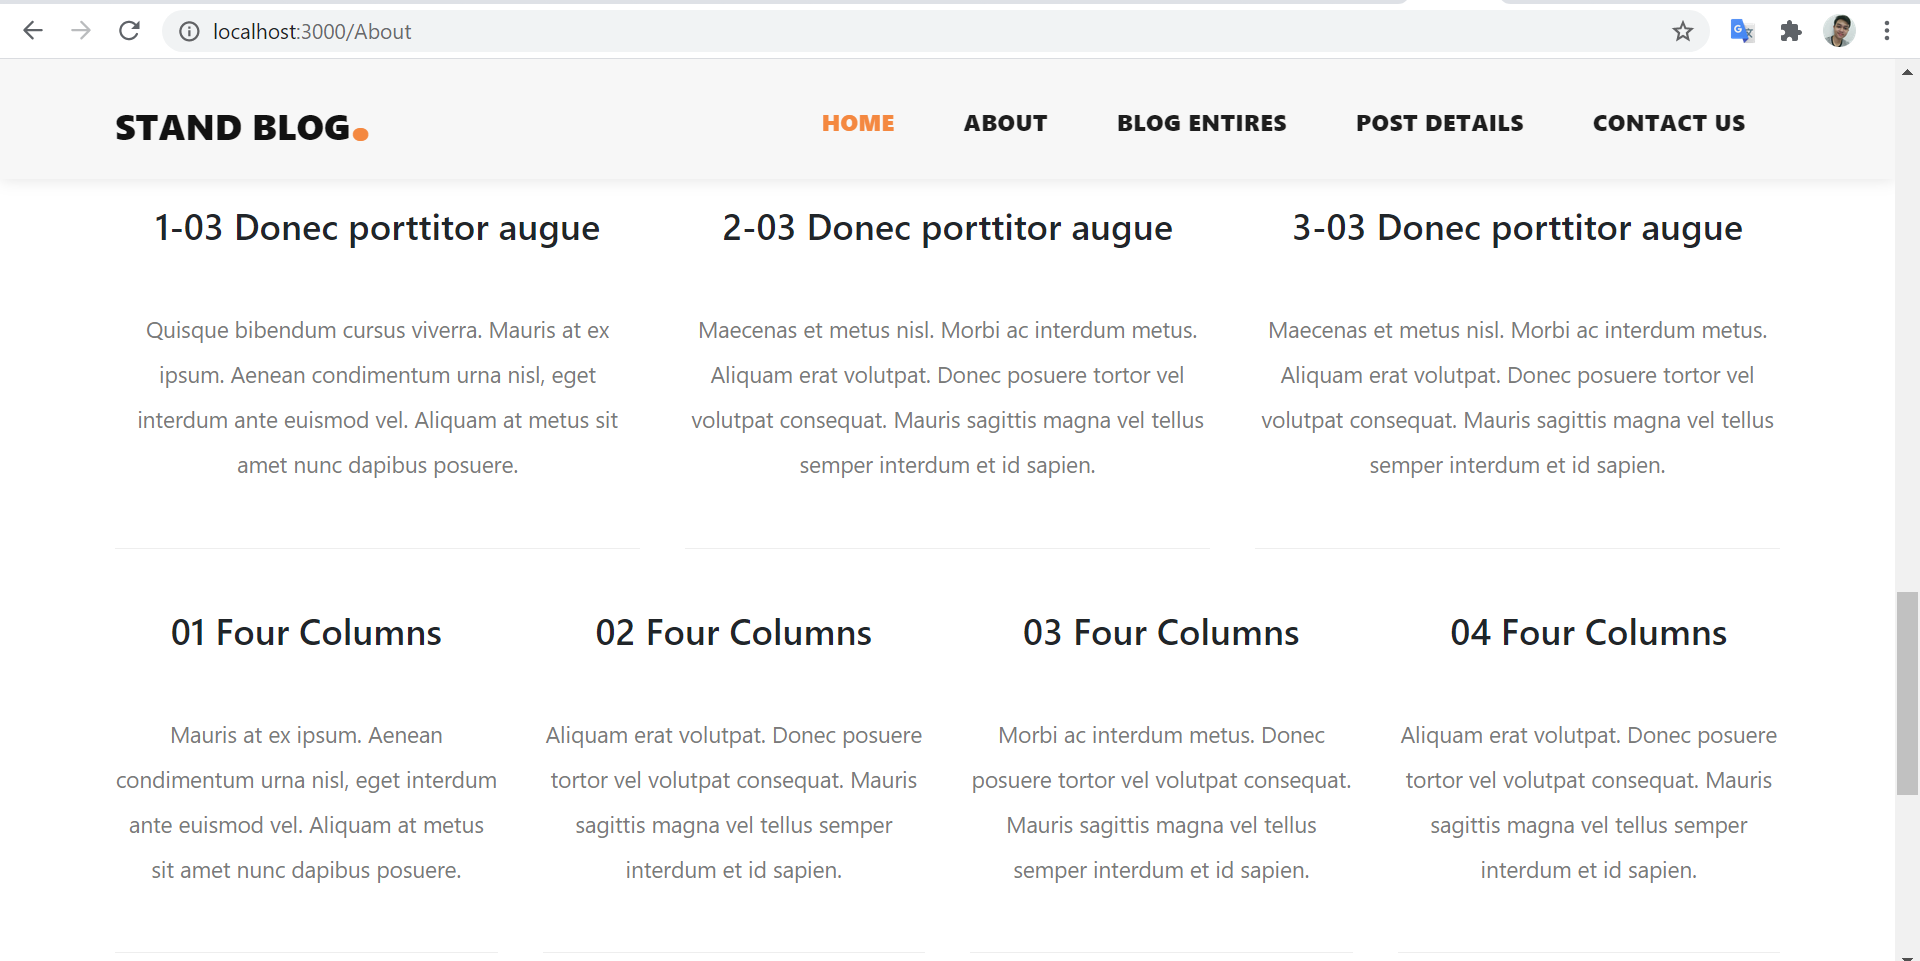 localhost:3000/About
STAND BLOG.
HOME ABOUT BLOG ENTIRES POST DETAILS CONTACT US
1-03 Donec porttitor augue
Quisque bibendum cursus viverra. Mauris at ex
ipsum. Aenean condimentum urna nisl, eget
interdum ante euismod vel. Aliquam at metus sit
amet nunc dapibus posuere.
2-03 Donec porttitor augue
Maecenas et metus nisl. Morbi ac interdum metus.
Aliquam erat volutpat. Donec posuere tortor vel
volutpat consequat. Mauris sagittis magna vel tellus
semper interdum et id sapien.
3-03 Donec porttitor augue
Maecenas et metus nisl. Morbi ac interdum metus.
Aliquam erat volutpat. Donec posuere tortor vel
volutpat consequat. Mauris sagittis magna vel tellus
semper interdum et id sapien.
01 Four Columns
Mauris at ex ipsum. Aenean
condimentum urna nisl, eget interdum
ante euismod vel. Aliquam at metus
sit amet nunc dapibus posuere.
02 Four Columns
Aliquam erat volutpat. Donec posuere
tortor vel volutpat consequat. Mauris
sagittis magna vel tellus semper
interdum et id sapien.
03 Four Columns
Morbi ac interdum metus. Donec
posuere tortor vel volutpat consequat.
Mauris sagittis magna vel tellus
semper interdum et id sapien.
04 Four Columns
Aliquam erat volutpat. Donec posuere
tortor vel volutpat consequat. Mauris
sagittis magna vel tellus semper
interdum et id sapien.